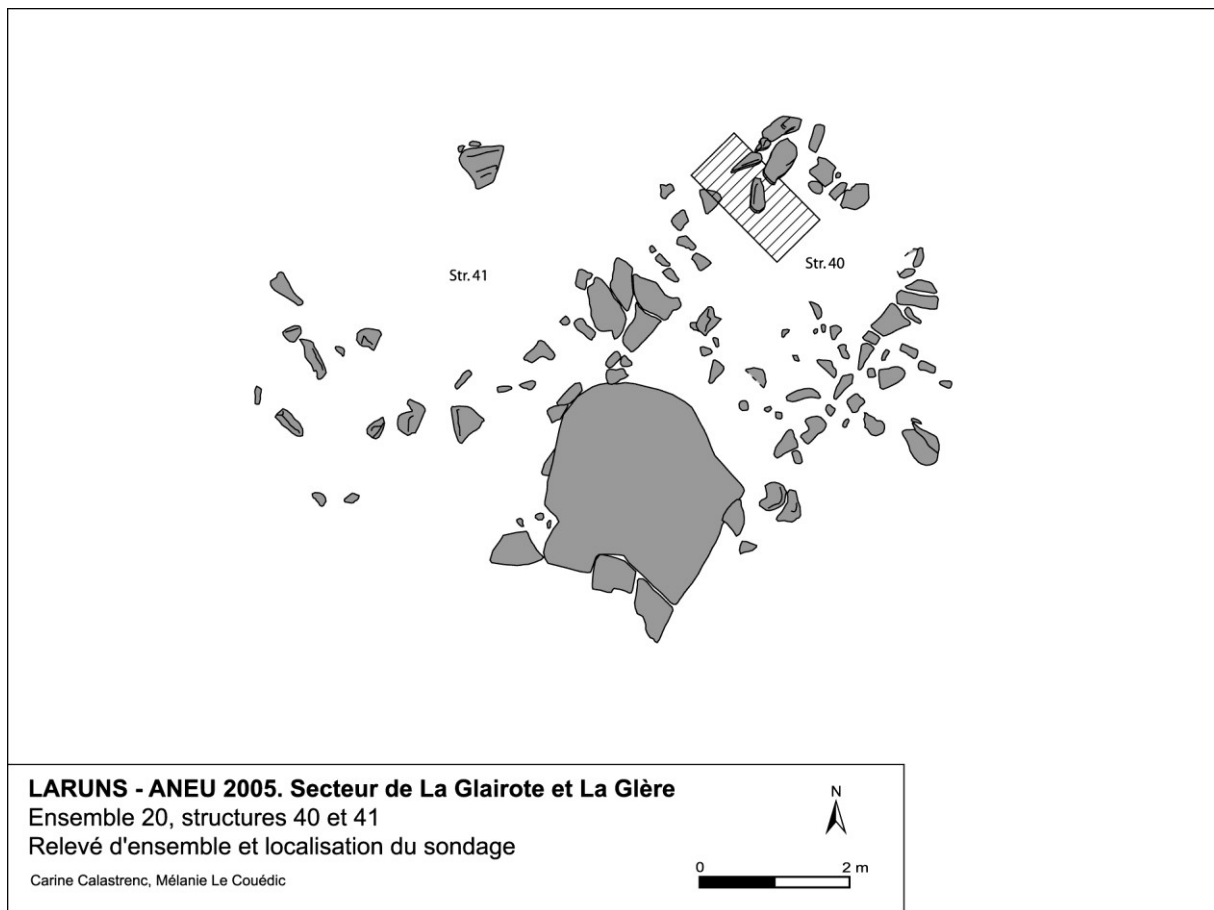 Str. 41
Str. 40
LARUNS - ANEU 2005. Secteur de La Glairote et La Glère
Ensemble 20, structures 40 et 41
Relevé d'ensemble et localisation du sondage
Carine Calastrenc, Mélanie Le Couédic
N
0 2 m